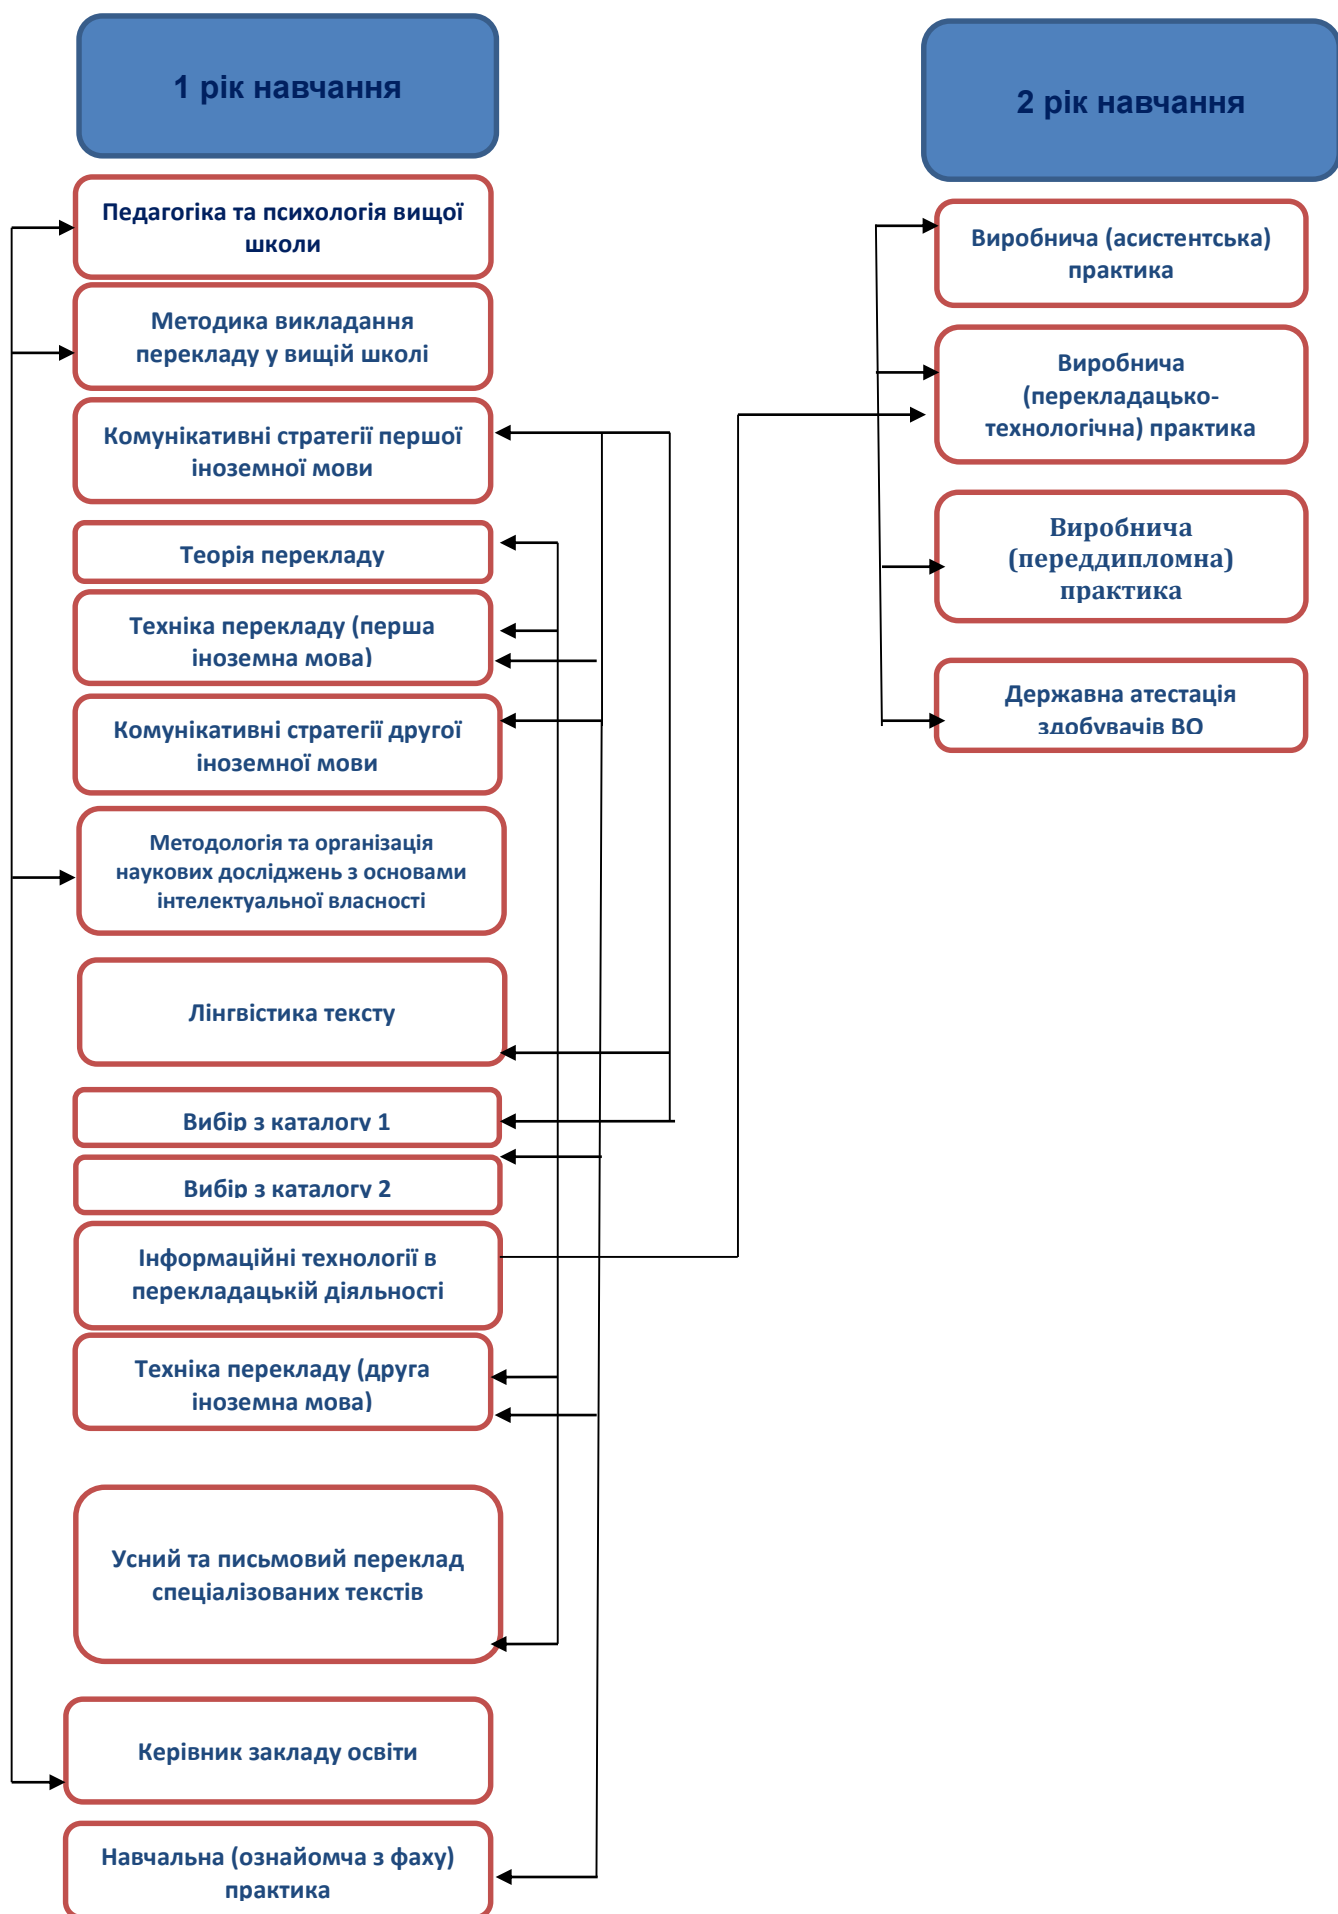 1 рік навчання
Педагогіка та психологія вищої
школи
Методика викладання
перекладу у вищій школі
Комунікативні стратегії першої
іноземної мови
Теорія перекладу
Техніка перекладу (перша
іноземна мова)
Комунікативні стратегії другої
іноземної мови
Методологія та організація
наукових досліджень з основами
інтелектуальної власності
Лінгвістика тексту
Вибір з каталогу 1
Вибір з каталогу 2
Інформаційні технології в
перекладацькій діяльності
Техніка перекладу (друга
іноземна мова)
Усний та письмовий переклад
спеціалізованих текстів
Керівник закладу освіти
Навчальна (ознайомча з фаху)
практика
2 рік навчання
Виробнича (асистентська)
практика
Виробнича
(перекладацько-
технологічна) практика
Виробнича
(переддипломна)
практика
Державна атестація
здобувачів ВО